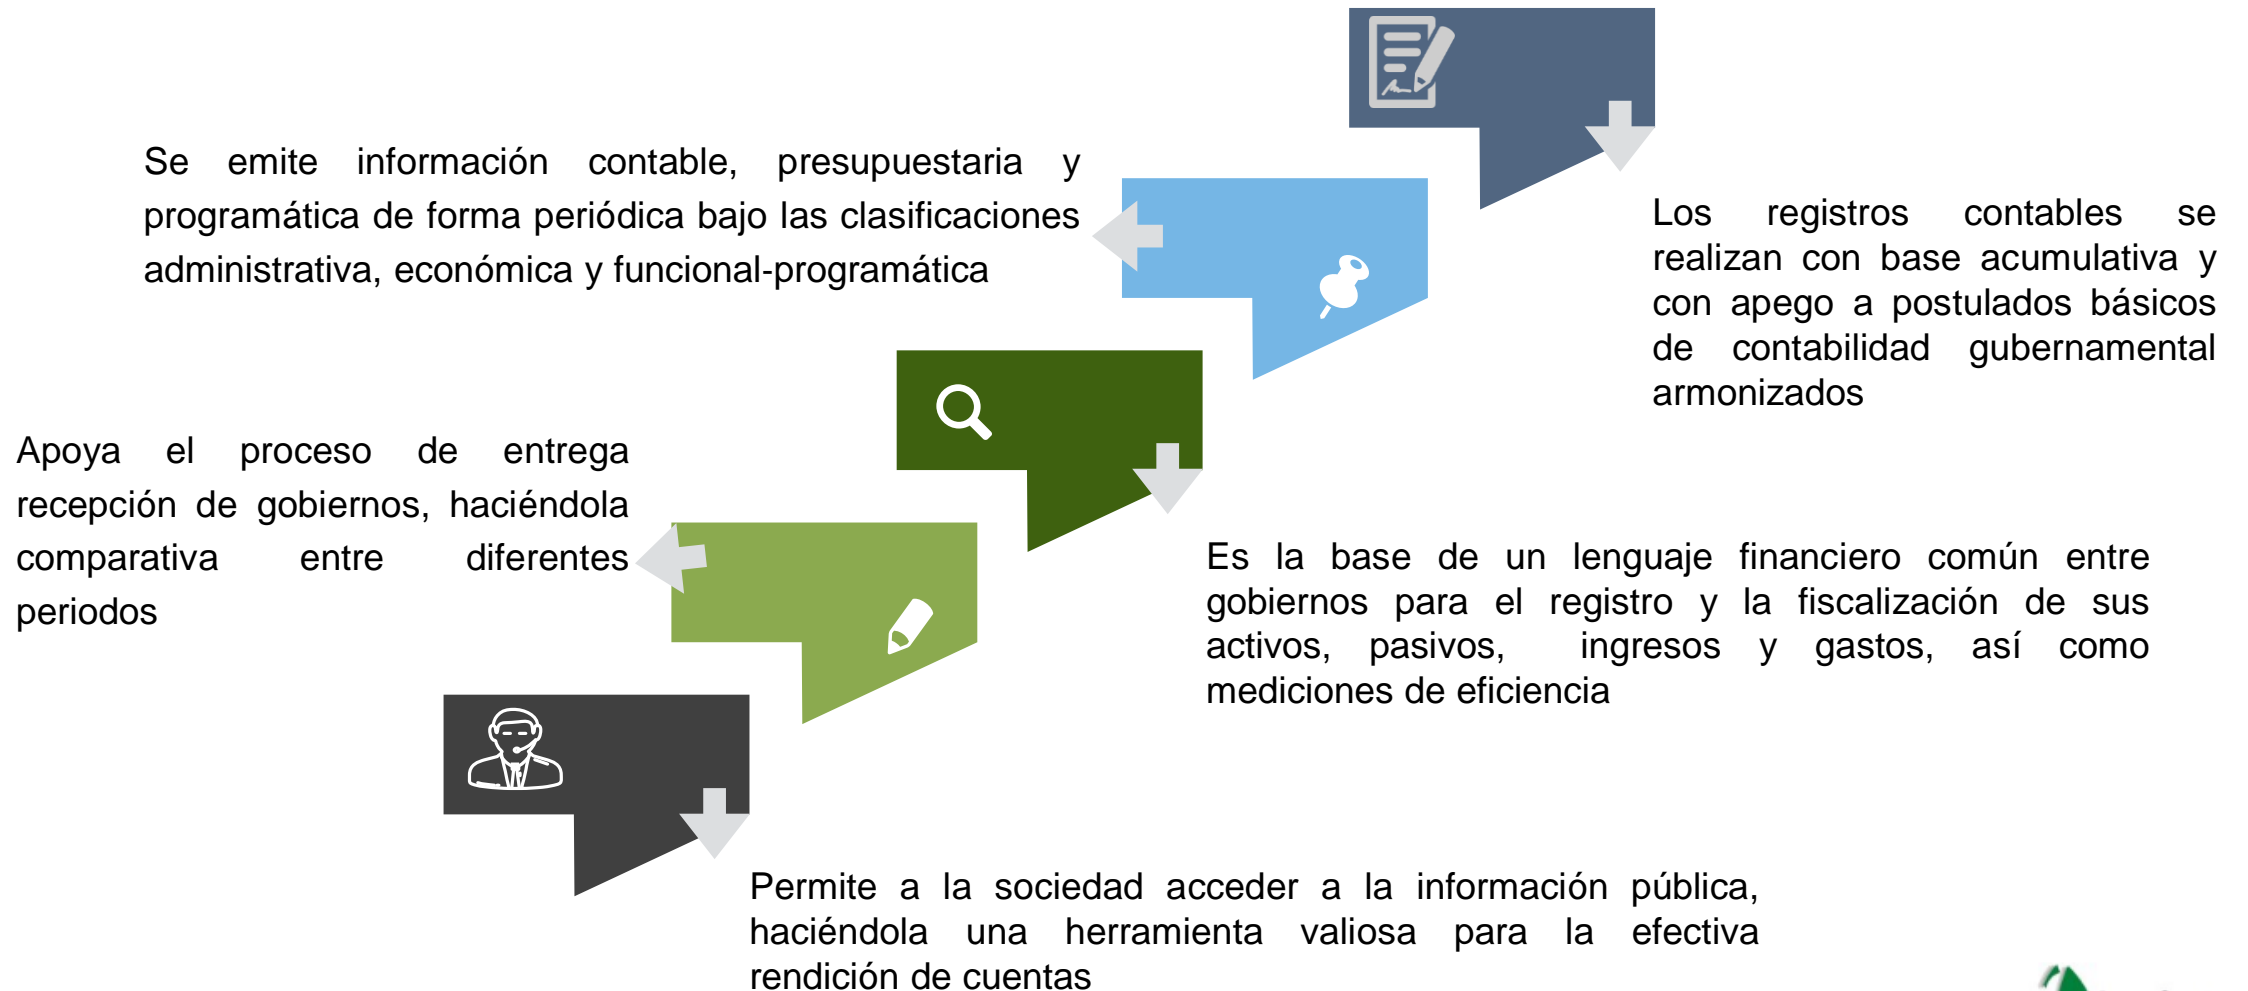 Se emite información contable, presupuestaria y
programática de forma periódica bajo las clasificaciones
administrativa, económica y funcional-programática
Los registros contables se
realizan con base acumulativa y
con apego a postulados básicos
de contabilidad gubernamental
armonizados
Apoya el proceso de entrega
recepción de gobiernos, haciéndola
comparativa entre diferentes
periodos
Es la base de un lenguaje financiero común entre
gobiernos para el registro y la fiscalización de sus
activos, pasivos, ingresos y gastos, así como
mediciones de eficiencia
Permite a la sociedad acceder a la información pública,
haciéndola una herramienta valiosa para la efectiva
rendición de cuentas